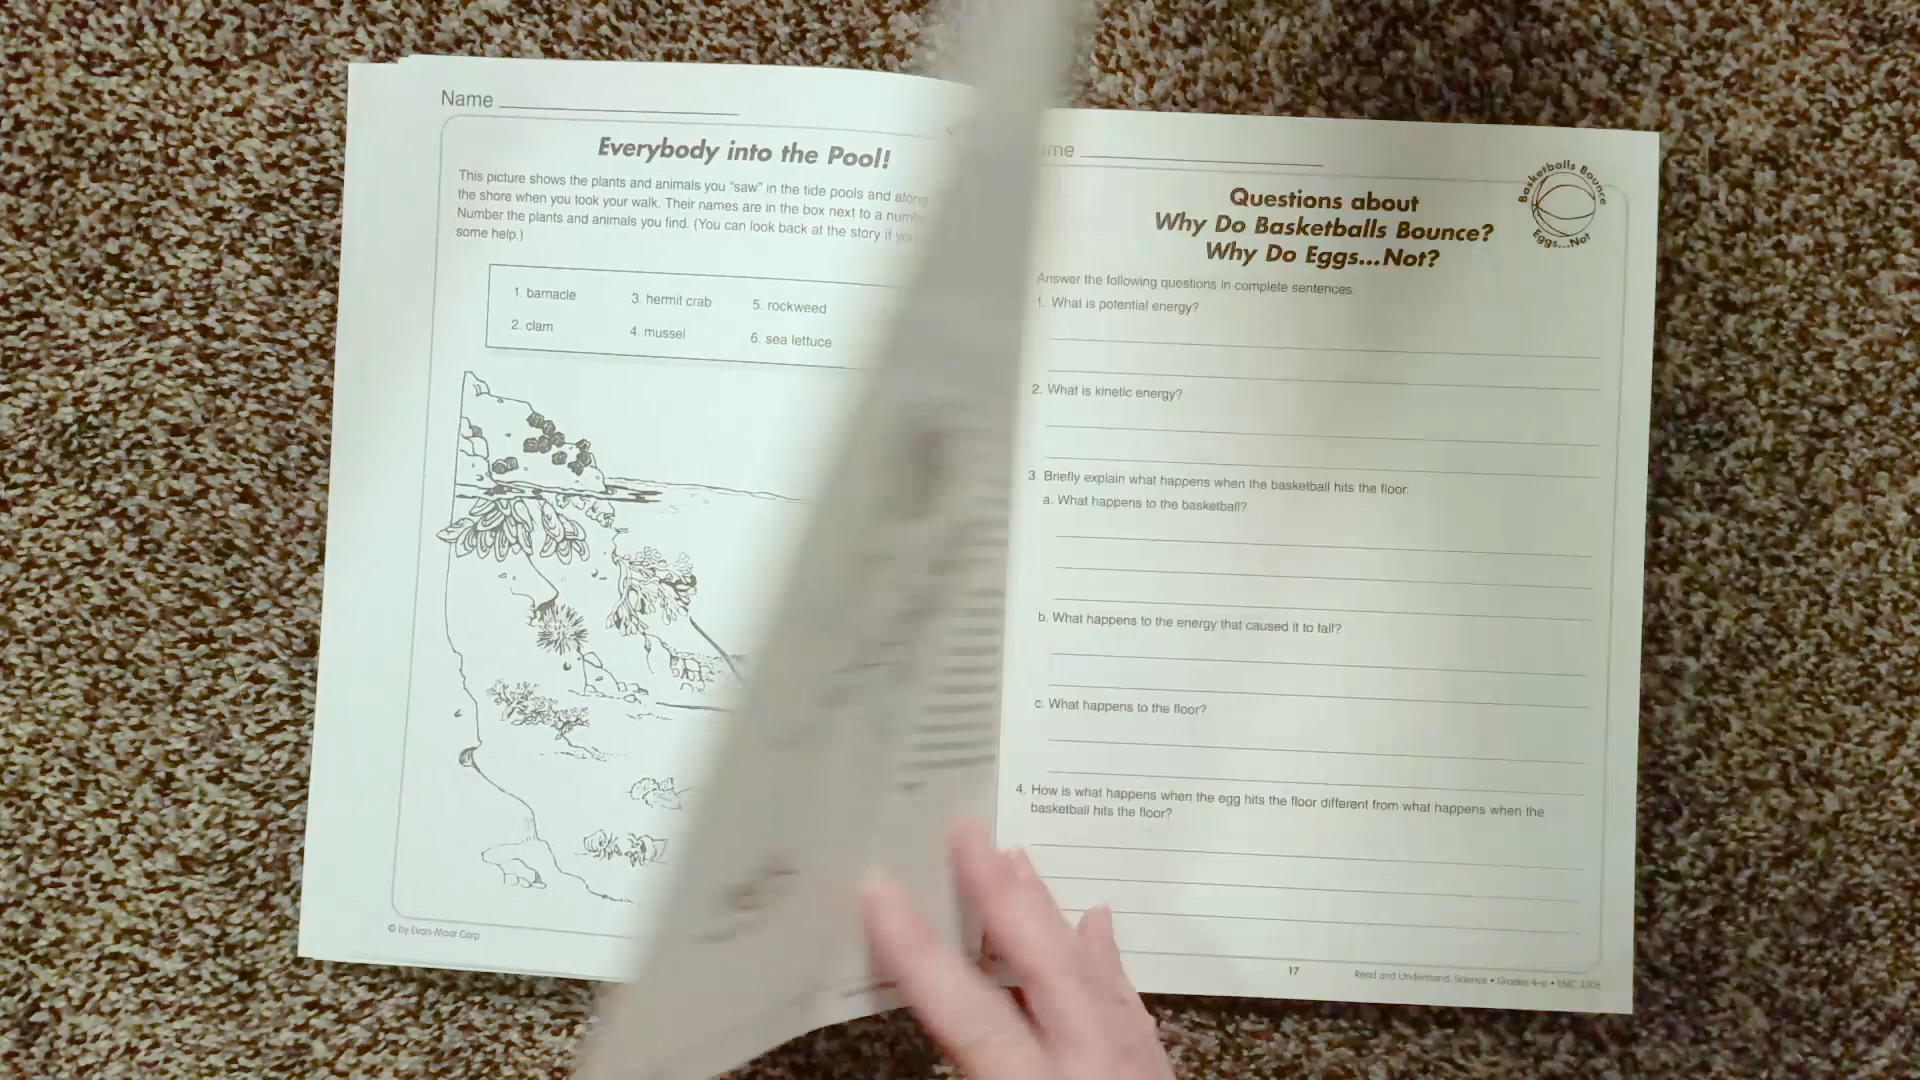 Name
Everybody into the Pool!
This picture shows the plants and animals you "saw" in the tide pools and along
the shore when you took your walk. Their names are in the box next to a
Number the plants and animals you find. (You can look back at the story if
some help.)
1. barnacle
3. hermit crab
5. rockweed
2. clam
4. mussel
6. sea lettuce
© by Evan-Moor Corp
me
Basketballs Bounce
Eggs...Not
Questions about
Why Do Basketballs Bounce?
Why Do Eggs...Not?
Answer the following questions in complete sentences.
1. What is potential energy?
2. What is kinetic energy?
3. Briefly explain what happens when the basketball hits the floor.
a. What happens to the basketball?
b. What happens to the energy that caused it to fall?
c. What happens to the floor?
4. How is what happens when the egg hits the floor different from what happens when the
basketball hits the floor?
17
Read and Understand, Science • Grades 4–6 • EMC 3305